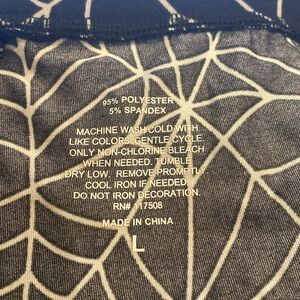 95% POLYESTER
5% SPANDEX
MACHINE WASH COLD WITH
LIKE COLORS. GENTLE CYCLE.
ONLY NON-CHLORINE BLEACH
WHEN NEEDED. TUMBLE
DRY LOW. REMOVE PROMPTLY.
COOL IRON IF NEEDED.
DO NOT IRON DECORATION.
RN# 117508
MADE IN CHINA
L